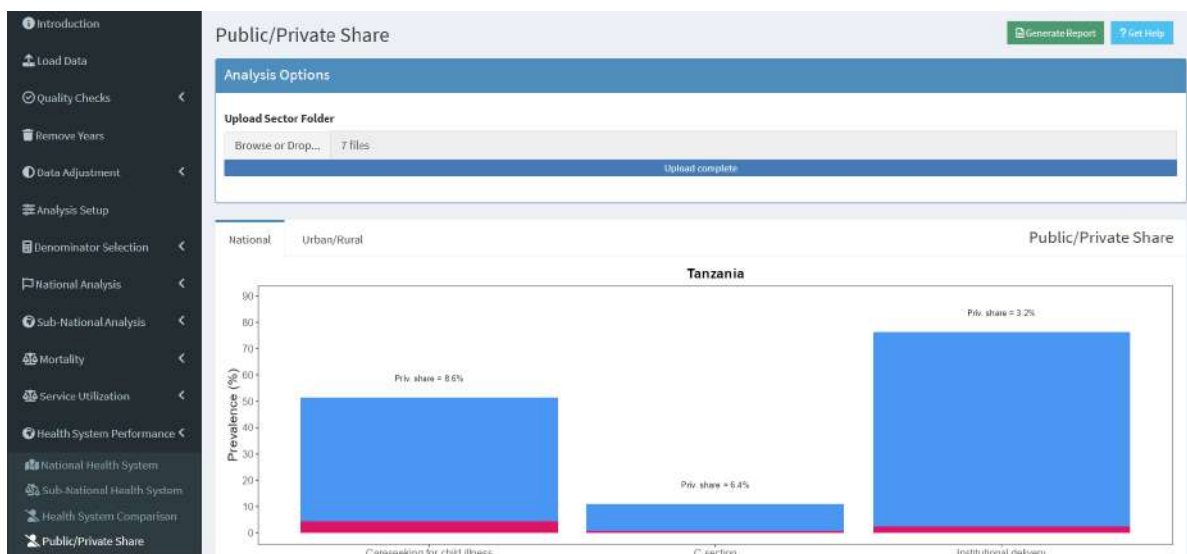 Introduction
Load Data
Quality Checks
Remove Years
Data Adjustment
Analysis Setup
Denominator Selection
National Analysis
Sub-National Analysis
Mortality
Service Utilization
Health System Performance
National Health System
Sub-National Health System
Health System Comparison
Public/Private Share
Public/Private Share
Generate Report
? Get Help
Analysis Options
Upload Sector Folder
Browse or Drop... 7 files
Upload complete
National Urban/Rural Public/Private Share
Tanzania
Prevalence (%)
90
80
70
60
50
40
30
20
10
0
Priv. share = 8.6%
Priv. share = 6.4%
Priv. share = 3.2%
Careseeking for child illness C section Institutional delivery